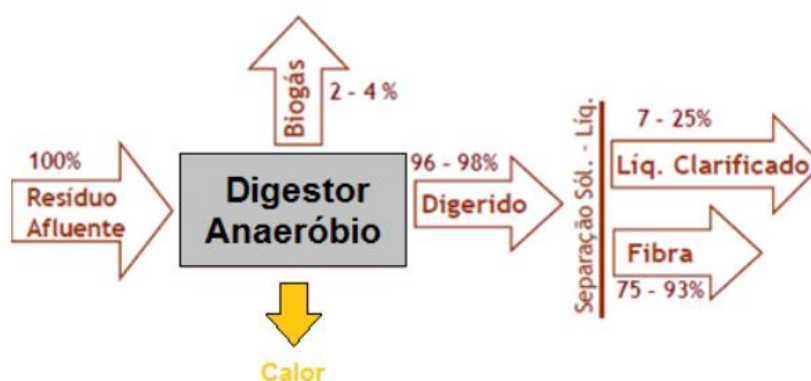 Biogás
2 - 4 %
100%
Resíduo
Afluente
Digestor
Anaeróbio
96 - 98%
Digerido
Separação Sól. - Líq.
7 - 25%
Líq. Clarificado
Fibra
75 - 93%
Calor